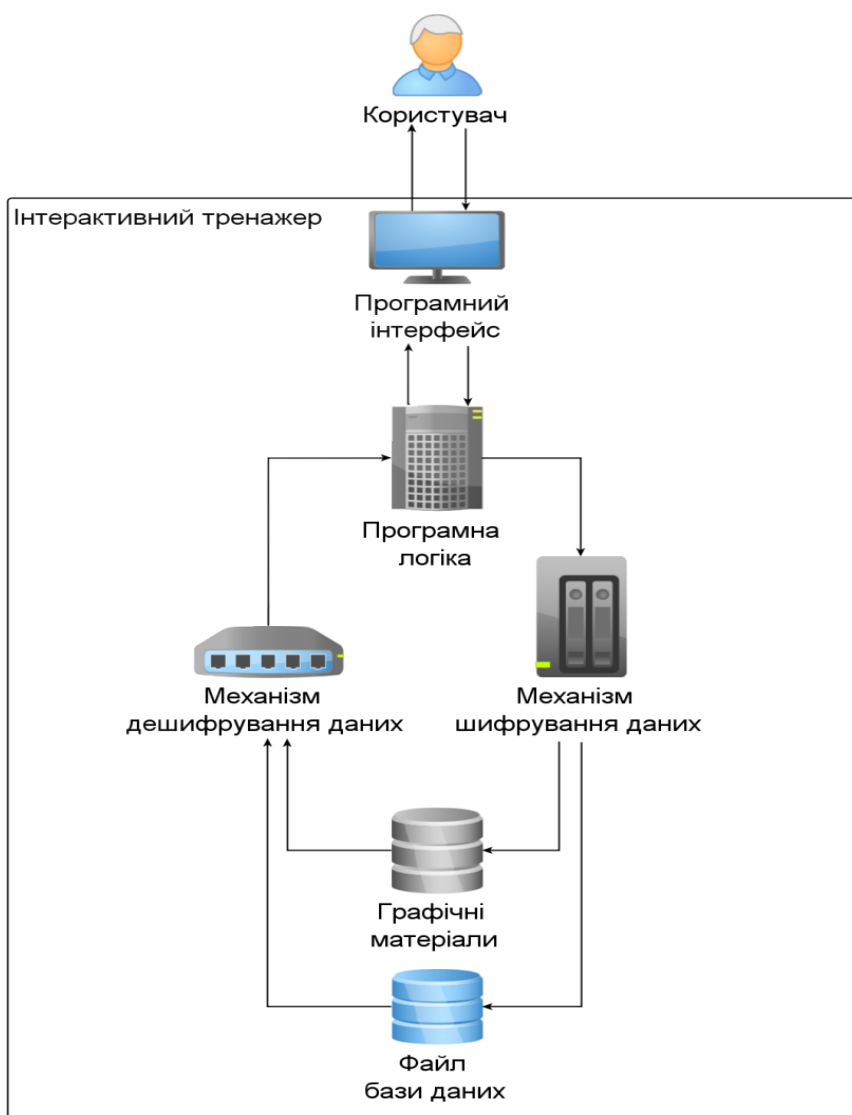 Користувач
Інтерактивний тренажер
Програмний
інтерфейс
Програмна
логіка
Механізм
дешифрування даних
Механізм
шифрування даних
Графічні
матеріали
Файл
бази даних